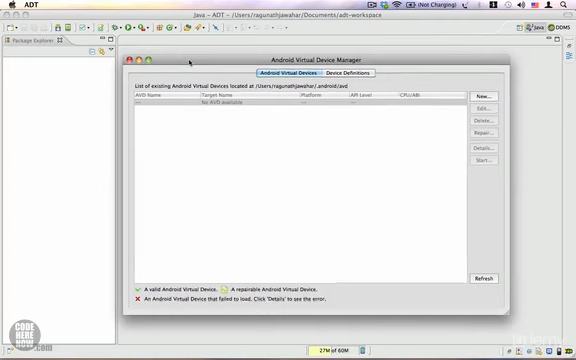 ADT
(Not Charging)
Java – ADT – /Users/ragunathjawahar/Documents/adt-workspace
Java
DDMS
Package Explorer
Android Virtual Device Manager
Android Virtual Devices
Device Definitions
List of existing Android Virtual Devices located at /Users/ragunathjawahar/.android/avd
AVD Name
Target Name
Platform
API Level
CPU/ABI
No AVD available
New...
Edit...
Delete...
Repair...
Details...
Start...
Refresh
A valid Android Virtual Device.
A repairable Android Virtual Device.
An Android Virtual Device that failed to load. Click 'Details' to see the error.
CODE
HERE
NOW
27M of 60M